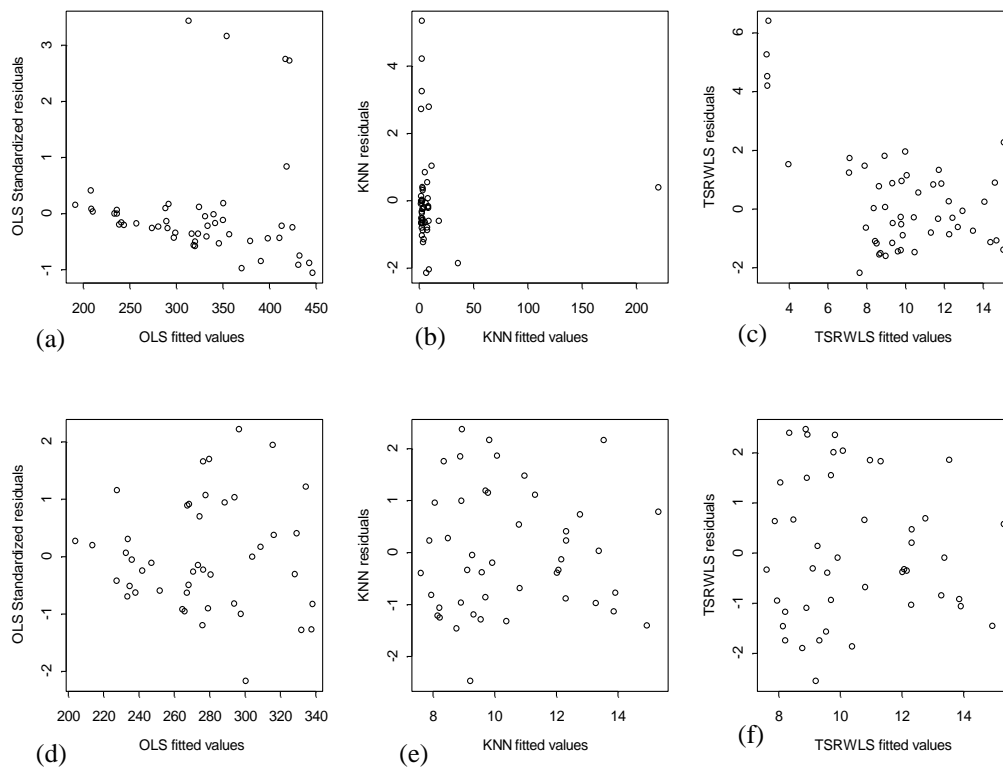 OLS Standardized residuals
-1 0 1 2 3
200 250 300 350 400 450
OLS fitted values
(a)
KNN residuals
-2 0 2 4
0 50 100 150 200
KNN fitted values
(b)
TSRWLS residuals
-2 0 2 4 6
4 6 8 10 12 14
TSRWLS fitted values
(c)
OLS Standardized residuals
-2 -1 0 1 2
200 220 240 260 280 300 320 340
OLS fitted values
(d)
KNN residuals
-2 -1 0 1 2
8 10 12 14
KNN fitted values
(e)
TSRWLS residuals
-2 -1 0 1 2
8 10 12 14
TSRWLS fitted values
(f)